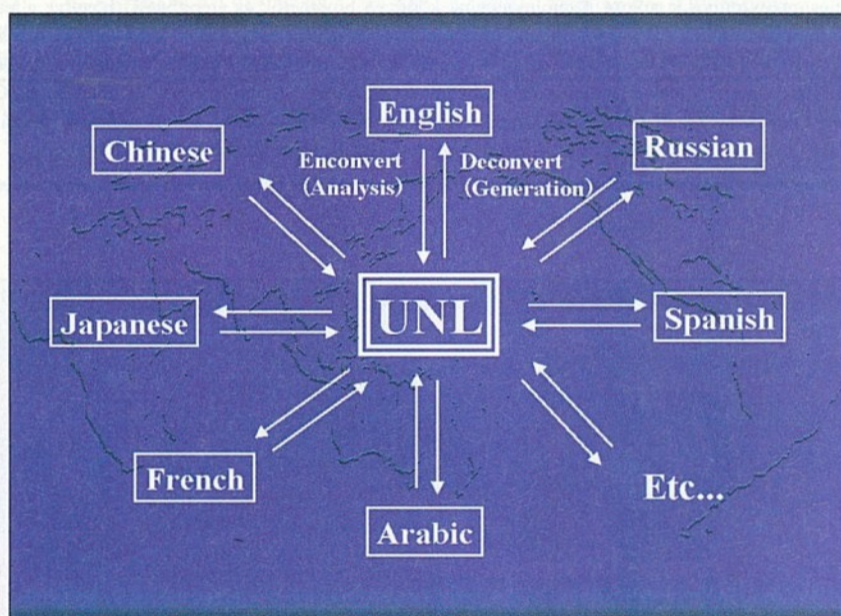 English
Chinese
Russian
Enconvert
(Analysis)
Deconvert
(Generation)
Japanese
UNL
Spanish
French
Etc...
Arabic